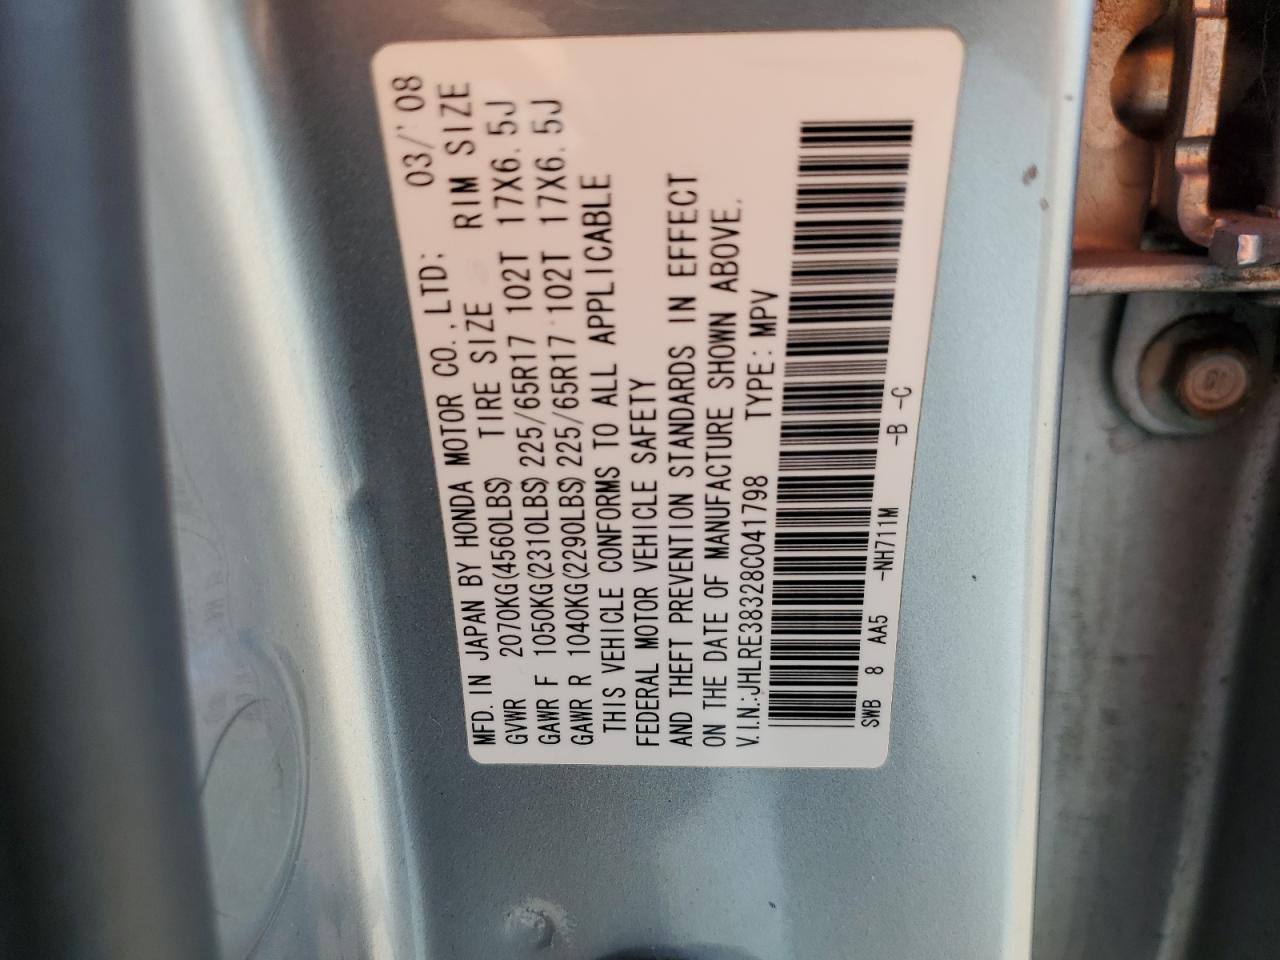 MFD. IN JAPAN BY HONDA MOTOR CO., LTD: 03/'08
GVWR 2070KG(4560LBS) TIRE SIZE RIM SIZE
GAWR F 1050KG(2310LBS) 225/65R17 102T 17X6.5J
GAWR R 1040KG(2290LBS) 225/65R17 102T 17X6.5J
THIS VEHICLE CONFORMS TO ALL APPLICABLE
FEDERAL MOTOR VEHICLE SAFETY
AND THEFT PREVENTION STANDARDS IN EFFECT
ON THE DATE OF MANUFACTURE SHOWN ABOVE.
V.I.N.:JHLRE38328C041798 TYPE: MPV
SWB 8 AA5 -NH711M -B -C